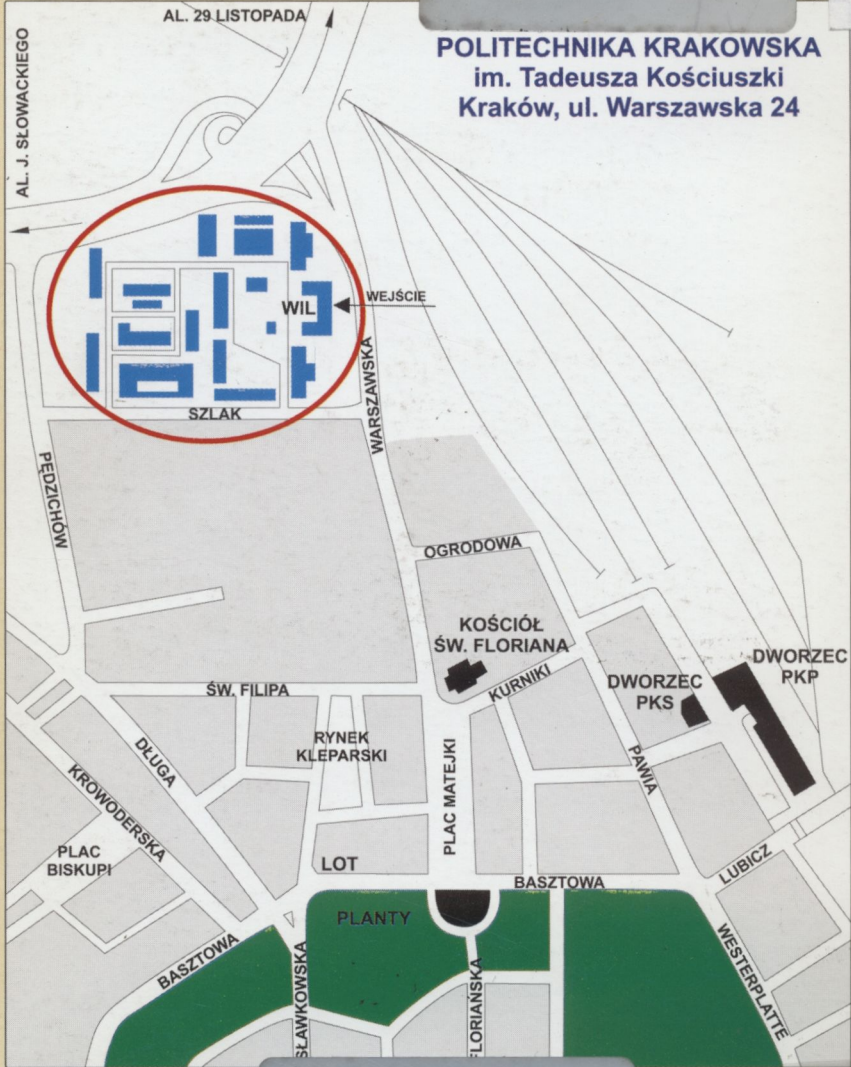 AL. 29 LISTOPADA
AL. J. SŁOWACKIEGO
POLITECHNIKA KRAKOWSKA
im. Tadeusza Kościuszki
Kraków, ul. Warszawska 24
WIL
WEJŚCIE
SZLAK
WARSZAWSKA
PĘDZICHÓW
OGRODOWA
KOŚCIÓŁ
ŚW. FLORIANA
KURNIKI
DWORZEC
PKS
DWORZEC
PKP
ŚW. FILIPA
RYNEK
KLEPARSKI
DŁUGA
KROWODERSKA
PLAC MATEJKI
PAWIA
PLAC
BISKUPI
LOT
BASZTOWA
LUBICZ
PLANTY
BASZTOWA
SŁAWKOWSKA
FLORIAŃSKA
WESTERPLATTE